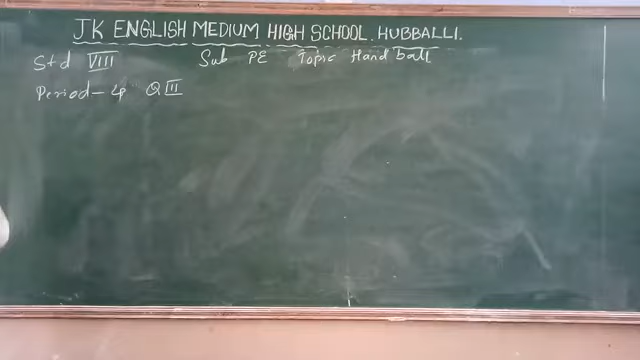 JK ENGLISH MEDIUM HIGH SCHOOL. HUBBALLI.
Std VIII Sub PE Topic Hand ball
Period - 4 Q III